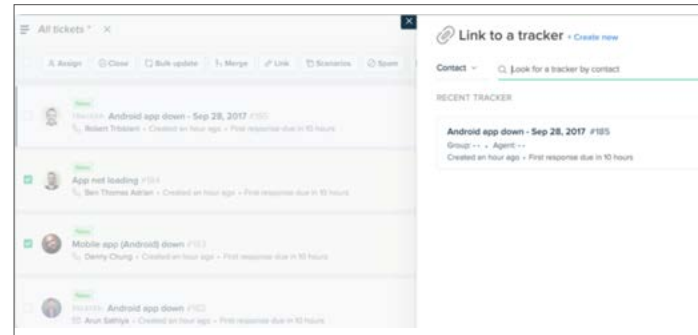 All tickets
Link to a tracker • Create new
Assign Close Bulk update Merge Link Scenarios Spam
Contact
Look for a tracker by contact
RECENT TRACKER
New
TRACKER Android app down - Sep 28, 2017 #185
Robert Tribiani • Created an hour ago • First response due in 10 hours
Android app down - Sep 28, 2017 #185
Group: -- • Agent: --
Created an hour ago • First response due in 10 hours
New
App not loading #184
Ben Thomas Adrien • Created an hour ago • First response due in 10 hours
New
Mobile app (Android) down #183
Denny Chung • Created an hour ago • First response due in 10 hours
New
Android app down
Arun Sathiya • Created an hour ago • First response due in 10 hours